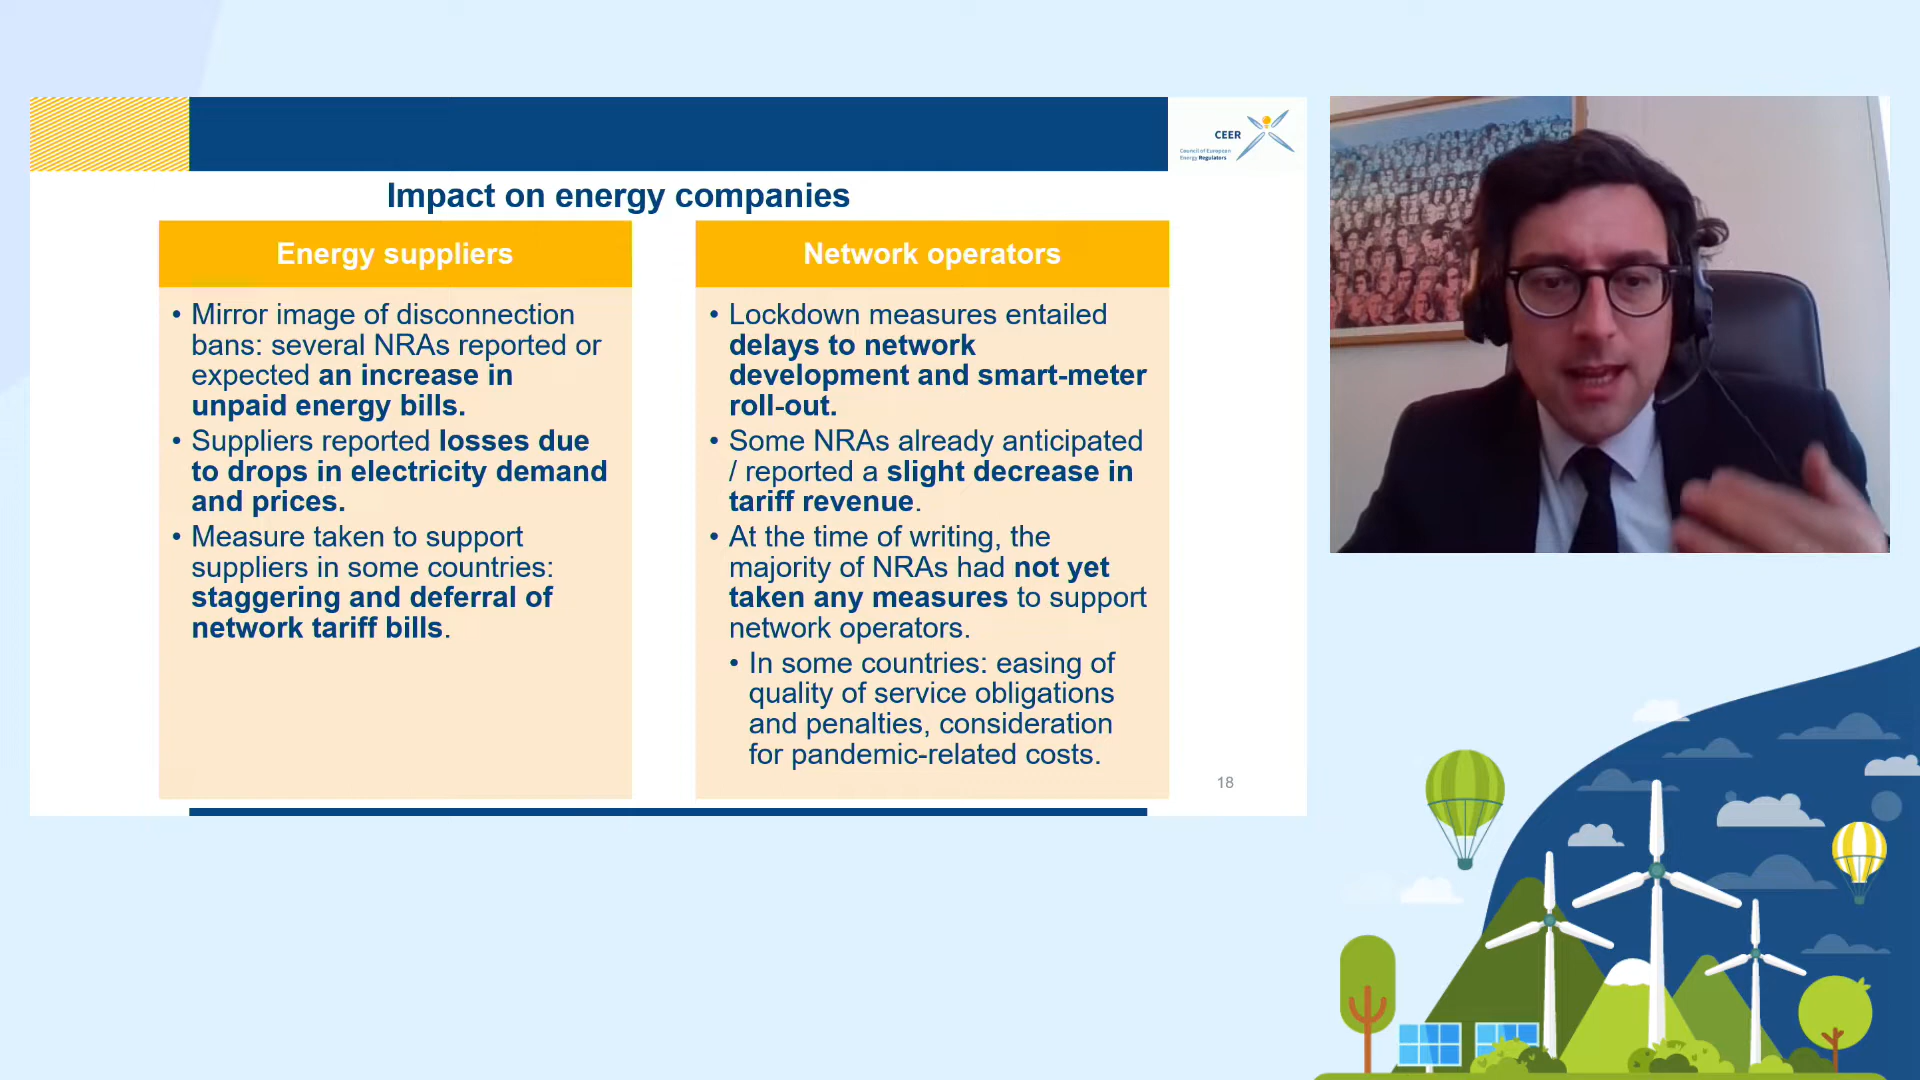 CEER
Council of European
Energy Regulators
Impact on energy companies
Energy suppliers
• Mirror image of disconnection
bans: several NRAs reported or
expected an increase in
unpaid energy bills.
• Suppliers reported losses due
to drops in electricity demand
and prices.
• Measure taken to support
suppliers in some countries:
staggering and deferral of
network tariff bills.
Network operators
• Lockdown measures entailed
delays to network
development and smart-meter
roll-out.
• Some NRAs already anticipated
/ reported a slight decrease in
tariff revenue.
• At the time of writing, the
majority of NRAs had not yet
taken any measures to support
network operators.
• In some countries: easing of
quality of service obligations
and penalties, consideration
for pandemic-related costs.
18